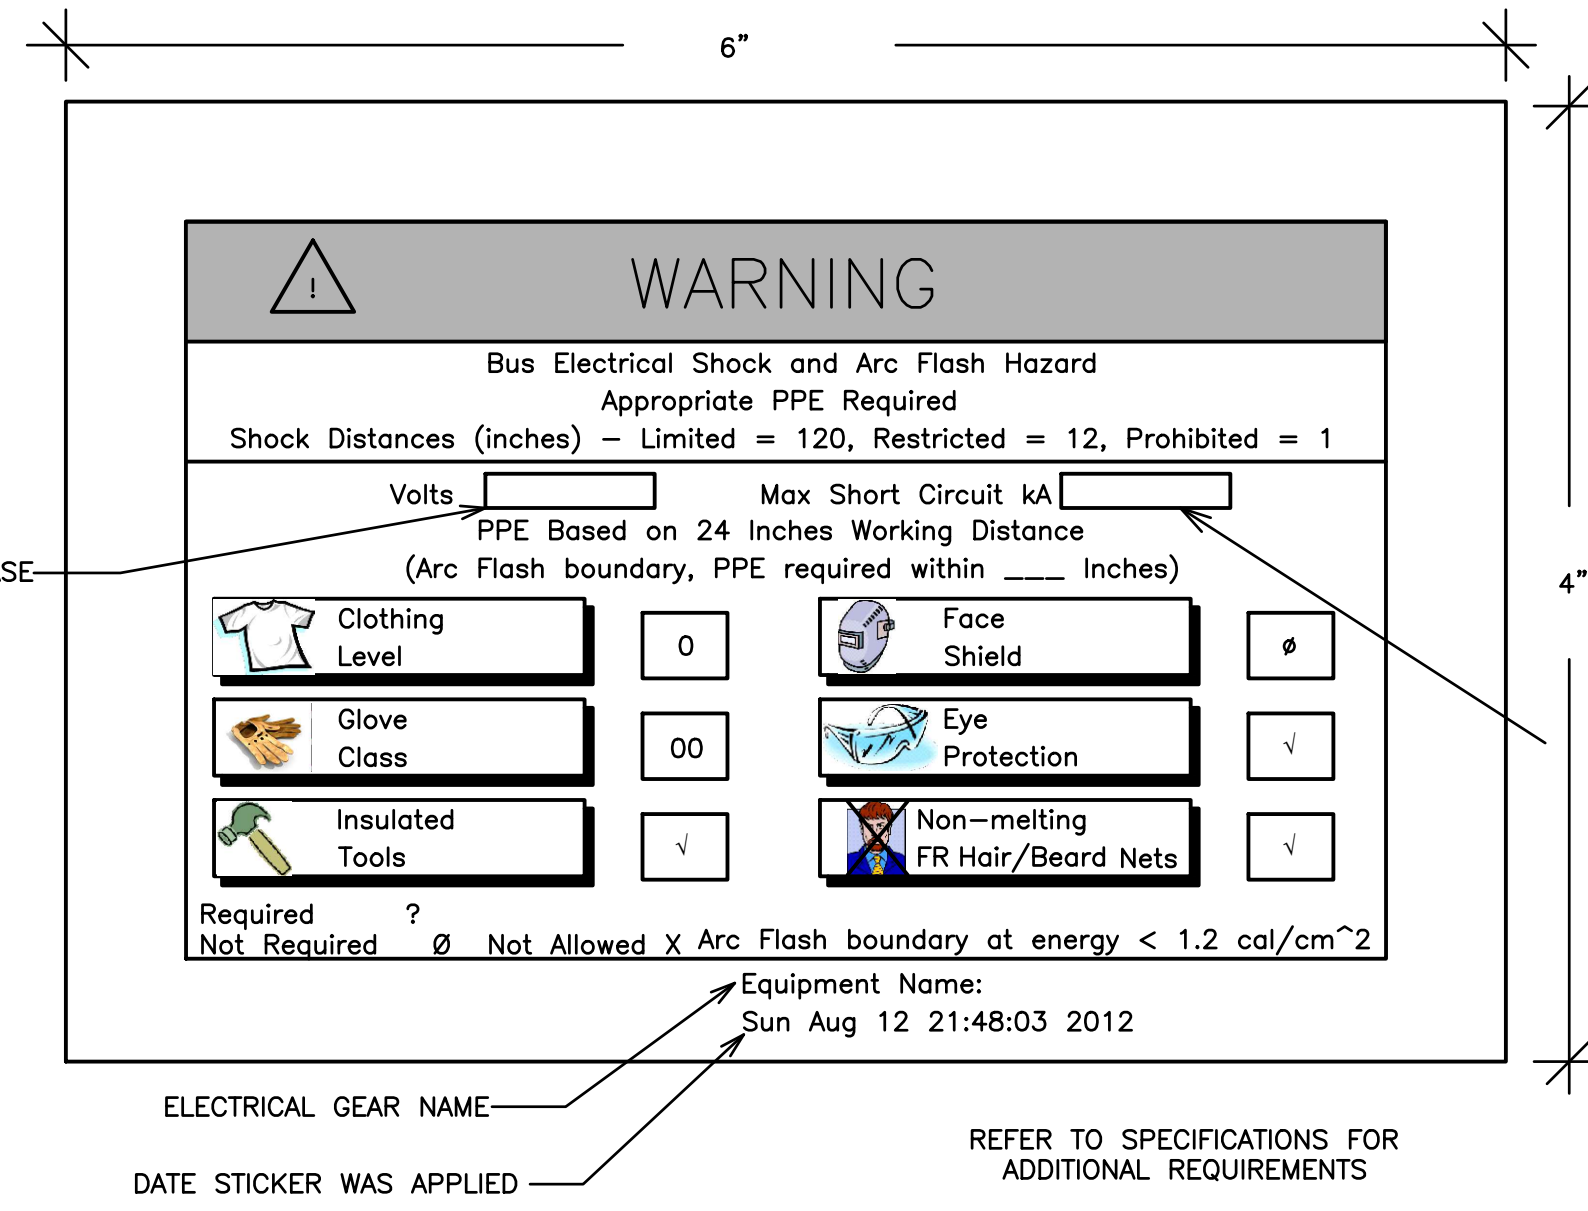 6”
!
WARNING
Bus Electrical Shock and Arc Flash Hazard
Appropriate PPE Required
Shock Distances (inches) – Limited = 120, Restricted = 12, Prohibited = 1
Volts Max Short Circuit kA
PPE Based on 24 Inches Working Distance
(Arc Flash boundary, PPE required within ___ Inches)
SE
4”
Clothing
Level
0
Face
Shield
ø
Glove
Class
00
Eye
Protection
√
Insulated
Tools
√
Non–melting
FR Hair/Beard Nets
√
Required ?
Not Required Ø Not Allowed X Arc Flash boundary at energy < 1.2 cal/cm^2
Equipment Name:
Sun Aug 12 21:48:03 2012
ELECTRICAL GEAR NAME
DATE STICKER WAS APPLIED
REFER TO SPECIFICATIONS FOR
ADDITIONAL REQUIREMENTS